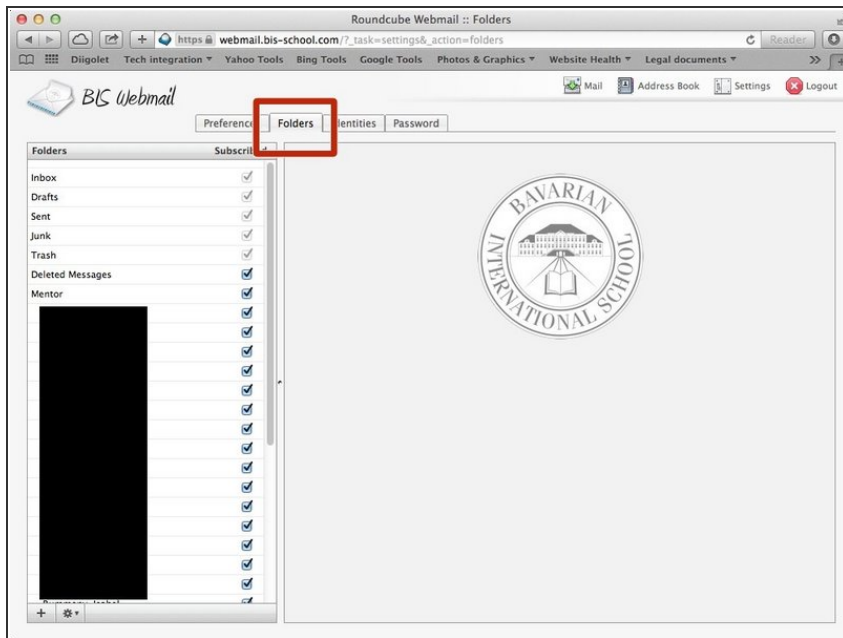 Roundcube Webmail :: Folders
https webmail.bis-school.com/?_task=settings&_action=folders
Reader
Diigolet Tech integration Yahoo Tools Bing Tools Google Tools Photos & Graphics Website Health Legal documents
BIS Webmail
Mail Address Book Settings Logout
Folders Identities Password
Folders
Inbox
Drafts
Sent
Junk
Trash
Deleted Messages
Mentor
BAVARIAN INTERNATIONAL SCHOOL